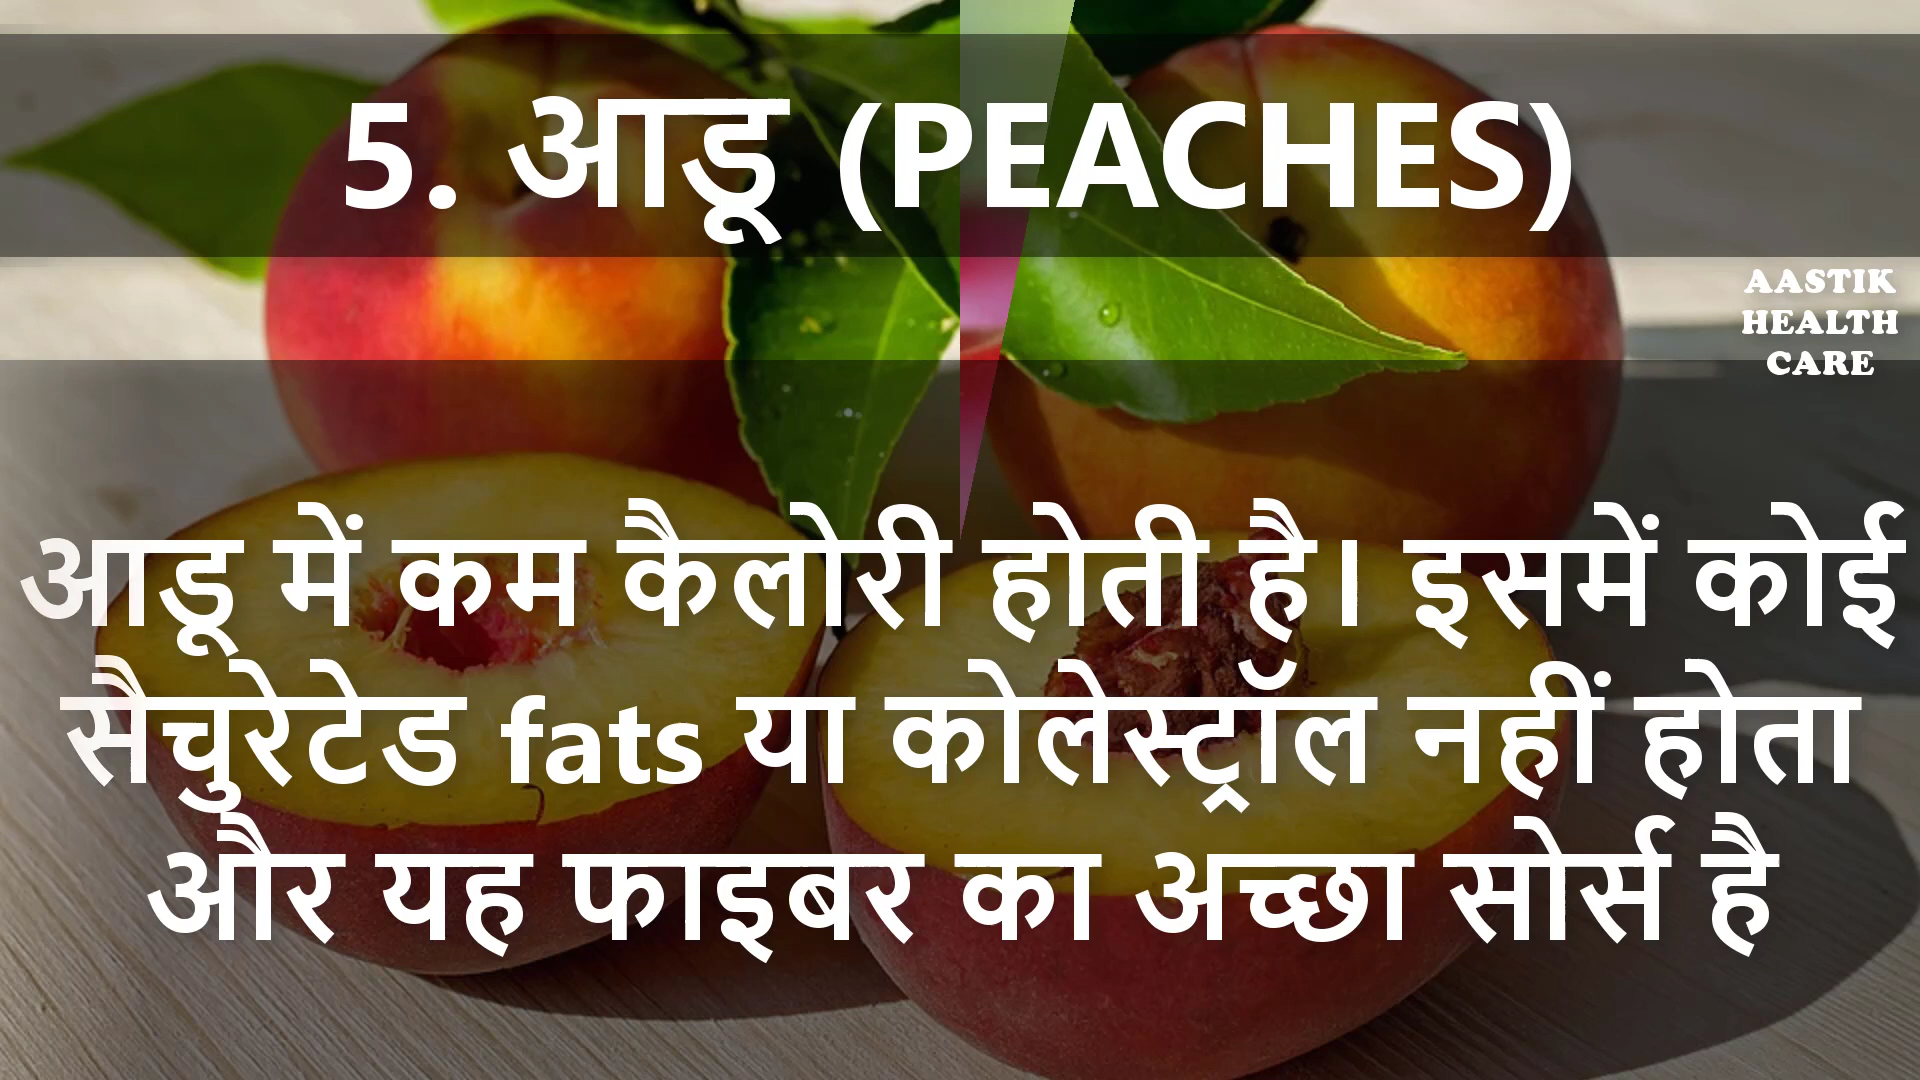 5. आडू (PEACHES)
AASTIK
HEALTH
CARE
आडू में कम कैलोरी होती है। इसमें कोई
सैचुरेटेड fats या कोलेस्ट्रॉल नहीं होता
और यह फाइबर का अच्छा सोर्स है